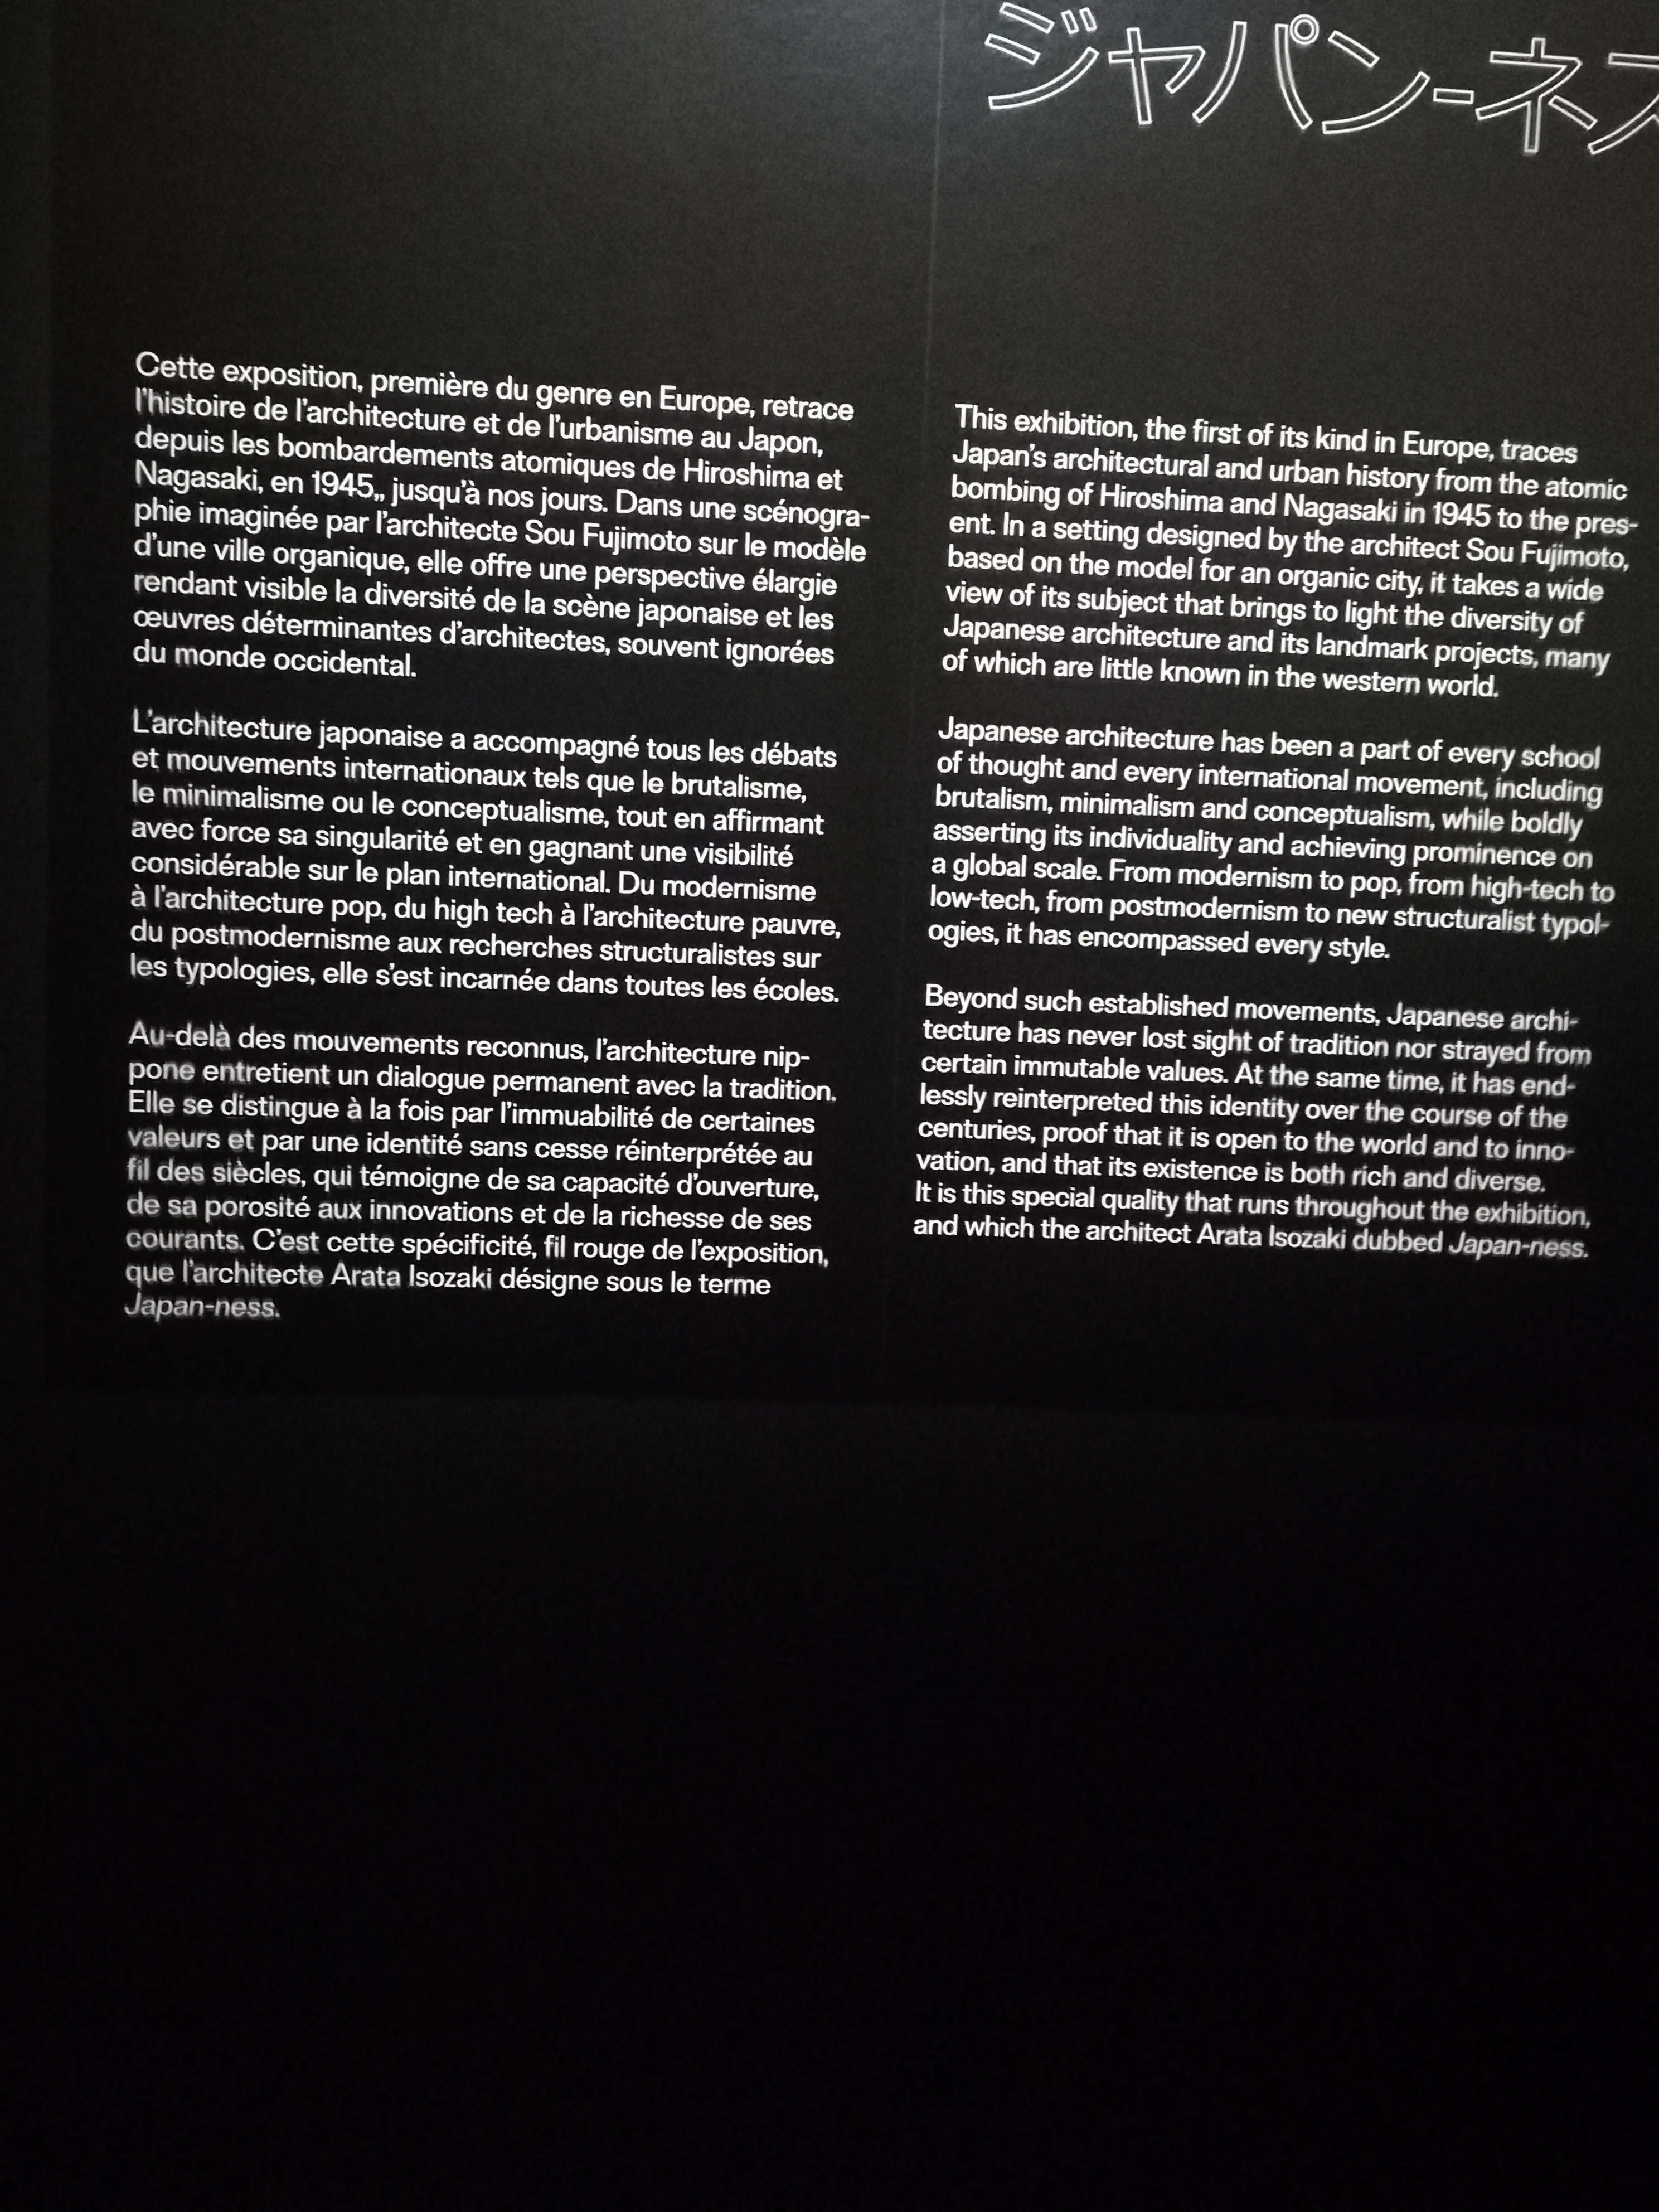 ジャパン-ネス
Cette exposition, première du genre en Europe, retrace
l'histoire de l'architecture et de l'urbanisme au Japon,
depuis les bombardements atomiques de Hiroshima et
Nagasaki, en 1945,, jusqu'à nos jours. Dans une scénogra-
phie imaginée par l'architecte Sou Fujimoto sur le modèle
d'une ville organique, elle offre une perspective élargie
rendant visible la diversité de la scène japonaise et les
œuvres déterminantes d'architectes, souvent ignorées
du monde occidental.
L'architecture japonaise a accompagné tous les débats
et mouvements internationaux tels que le brutalisme,
le minimalisme ou le conceptualisme, tout en affirmant
avec force sa singularité et en gagnant une visibilité
considérable sur le plan international. Du modernisme
à l'architecture pop, du high tech à l'architecture pauvre,
du postmodernisme aux recherches structuralistes sur
les typologies, elle s'est incarnée dans toutes les écoles.
Au-delà des mouvements reconnus, l'architecture nip-
pone entretient un dialogue permanent avec la tradition.
Elle se distingue à la fois par l'immuabilité de certaines
valeurs et par une identité sans cesse réinterprétée au
fil des siècles, qui témoigne de sa capacité d'ouverture,
de sa porosité aux innovations et de la richesse de ses
courants. C'est cette spécificité, fil rouge de l'exposition,
que l'architecte Arata Isozaki désigne sous le terme
Japan-ness.
This exhibition, the first of its kind in Europe, traces
Japan's architectural and urban history from the atomic
bombing of Hiroshima and Nagasaki in 1945 to the pres-
ent. In a setting designed by the architect Sou Fujimoto,
based on the model for an organic city, it takes a wide
view of its subject that brings to light the diversity of
Japanese architecture and its landmark projects, many
of which are little known in the western world.
Japanese architecture has been a part of every school
of thought and every international movement, including
brutalism, minimalism and conceptualism, while boldly
asserting its individuality and achieving prominence on
a global scale. From modernism to pop, from high-tech to
low-tech, from postmodernism to new structuralist typol-
ogies, it has encompassed every style.
Beyond such established movements, Japanese archi-
tecture has never lost sight of tradition nor strayed from
certain immutable values. At the same time, it has end-
lessly reinterpreted this identity over the course of the
centuries, proof that it is open to the world and to inno-
vation, and that its existence is both rich and diverse.
It is this special quality that runs throughout the exhibition,
and which the architect Arata Isozaki dubbed Japan-ness.